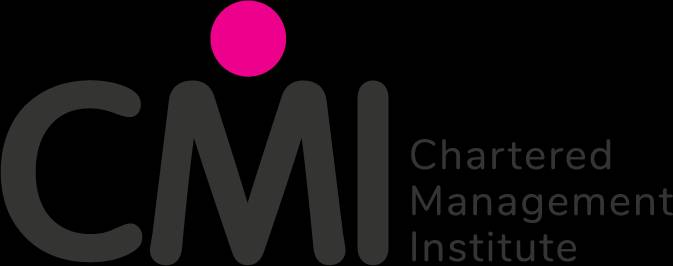 CMI
Chartered
Management
Institute